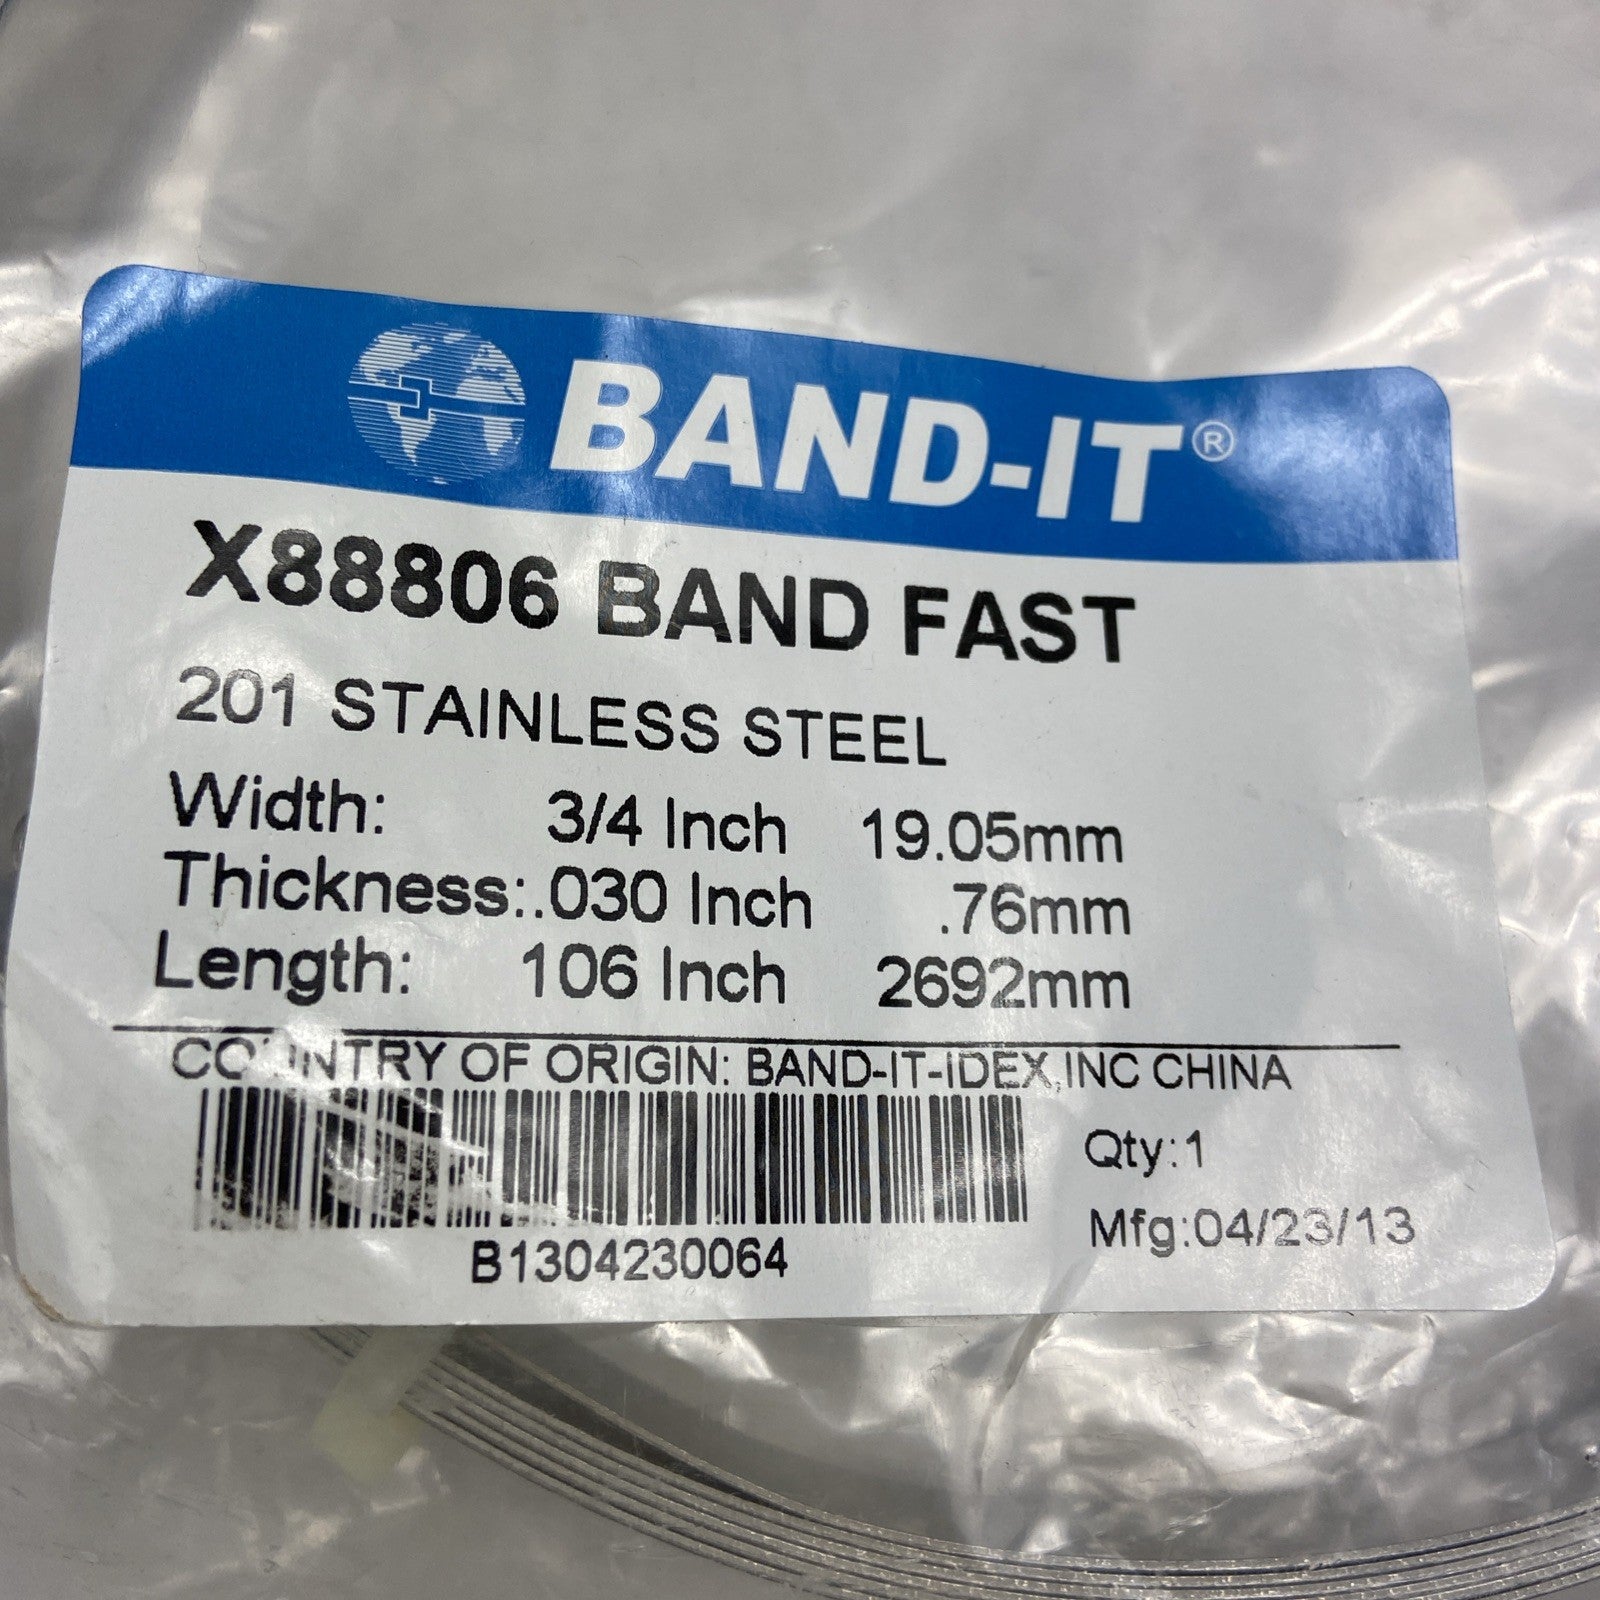 BAND-IT®
X88806 BAND FAST
201 STAINLESS STEEL
Width: 3/4 Inch 19.05mm
Thickness:.030 Inch .76mm
Length: 106 Inch 2692mm
COUNTRY OF ORIGIN: BAND-IT-IDEX,INC CHINA
Qty:1
Mfg:04/23/13
B1304230064